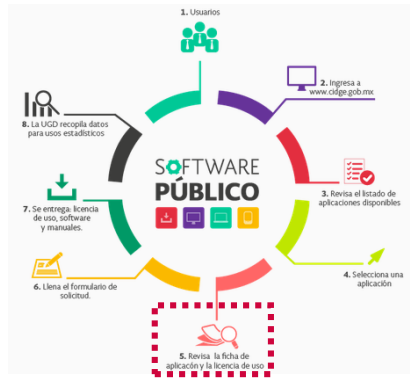 1. Usuarios
2. Ingresa a
www.cidge.gob.mx
3. Revisa el listado de
aplicaciones disponibles
4. Selecciona una
aplicación
5. Revisa la ficha de
aplicacón y la licencia de uso
6. Llena el formulario de
solicitud.
7. Se entrega: licencia
de uso, software
y manuales.
8. La UGD recopila datos
para usos estadísticos
SOFTWARE
PÚBLICO